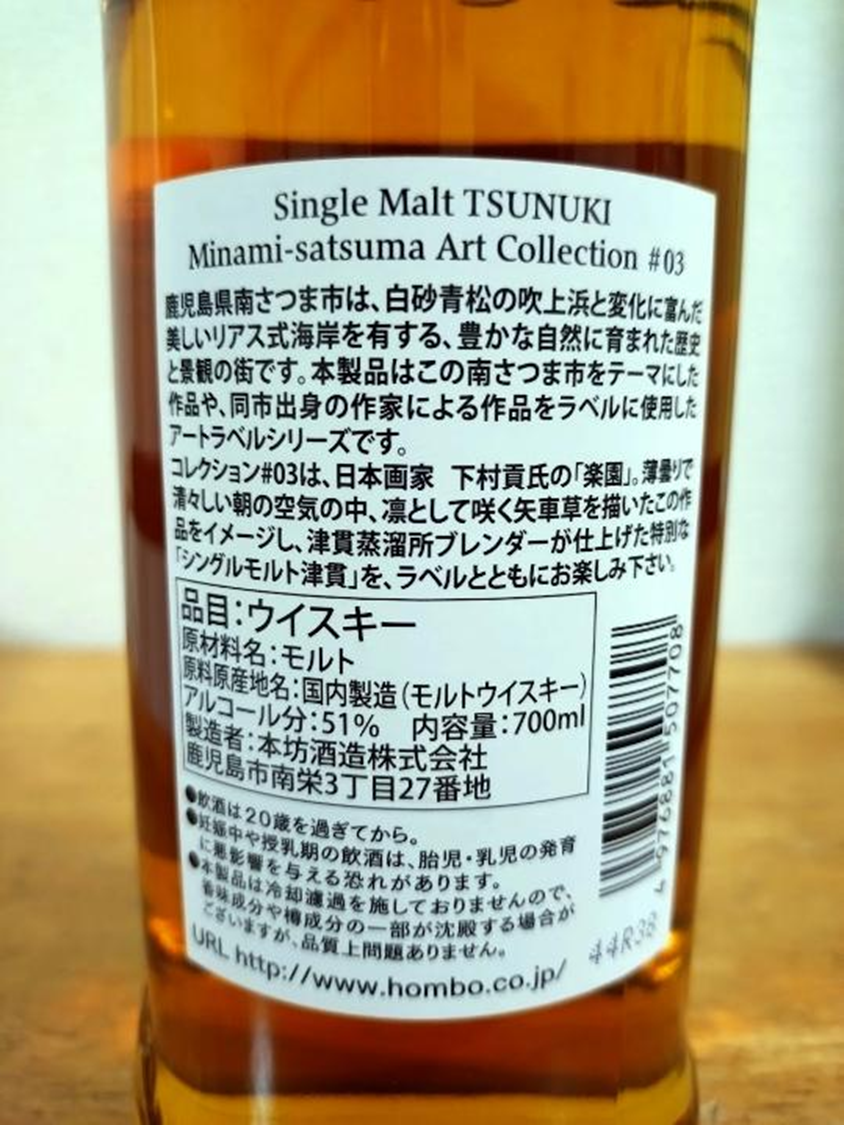 Single Malt TSUNUKI
Minami-satsuma Art Collection #03
鹿児島県南さつま市は、白砂青松の吹上浜と変化に富んだ
美しいリアス式海岸を有する、豊かな自然に育まれた歴史
と景観の街です。本製品はこの南さつま市をテーマにした
作品や、同市出身の作家による作品をラベルに使用した
アートラベルシリーズです。
コレクション#03は、日本画家 下村貢氏の「楽園」。薄曇りで
清々しい朝の空気の中、凛として咲く矢車草を描いたこの作
品をイメージし、津貫蒸溜所ブレンダーが仕上げた特別な
「シングルモルト津貫」を、ラベルとともにお楽しみ下さい。
品目：ウイスキー
原材料名：モルト
原料原産地名：国内製造（モルトウイスキー）
アルコール分：51% 内容量：700ml
製造者：本坊酒造株式会社
鹿児島市南栄3丁目27番地
●飲酒は20歳を過ぎてから。
●妊娠中や授乳期の飲酒は、胎児・乳児の発育
に悪影響を与える恐れがあります。
●本製品は冷却濾過を施しておりませんので、
香味成分や樽成分の一部が沈殿する場合が
ございますが、品質上問題ありません。
URL http://www.hombo.co.jp/
4 976881 507708
44R38